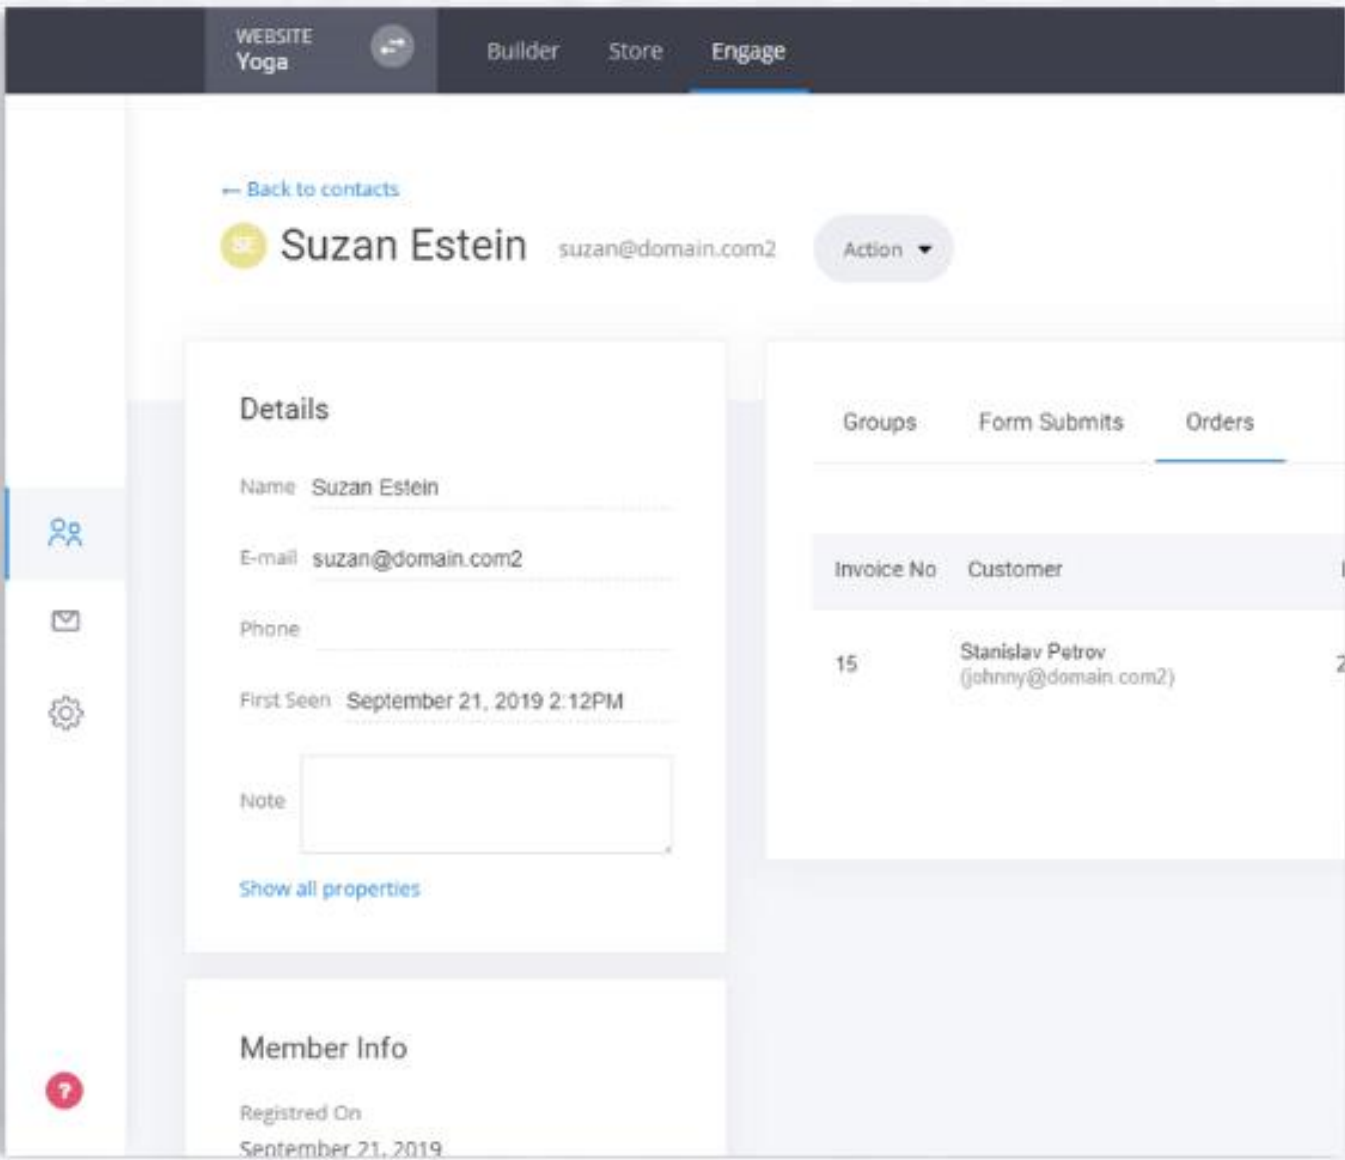 WEBSITE
Yoga
Builder Store Engage
← Back to contacts
SE Suzan Estein suzan@domain.com2 Action
Details
Name Suzan Estein
E-mail suzan@domain.com2
Phone
First Seen September 21, 2019 2:12PM
Note
Show all properties
Groups Form Submits Orders
Invoice No Customer
15 Stanislav Petrov
(johnny@domain.com2)
2
Member Info
Registred On
September 21, 2019
?